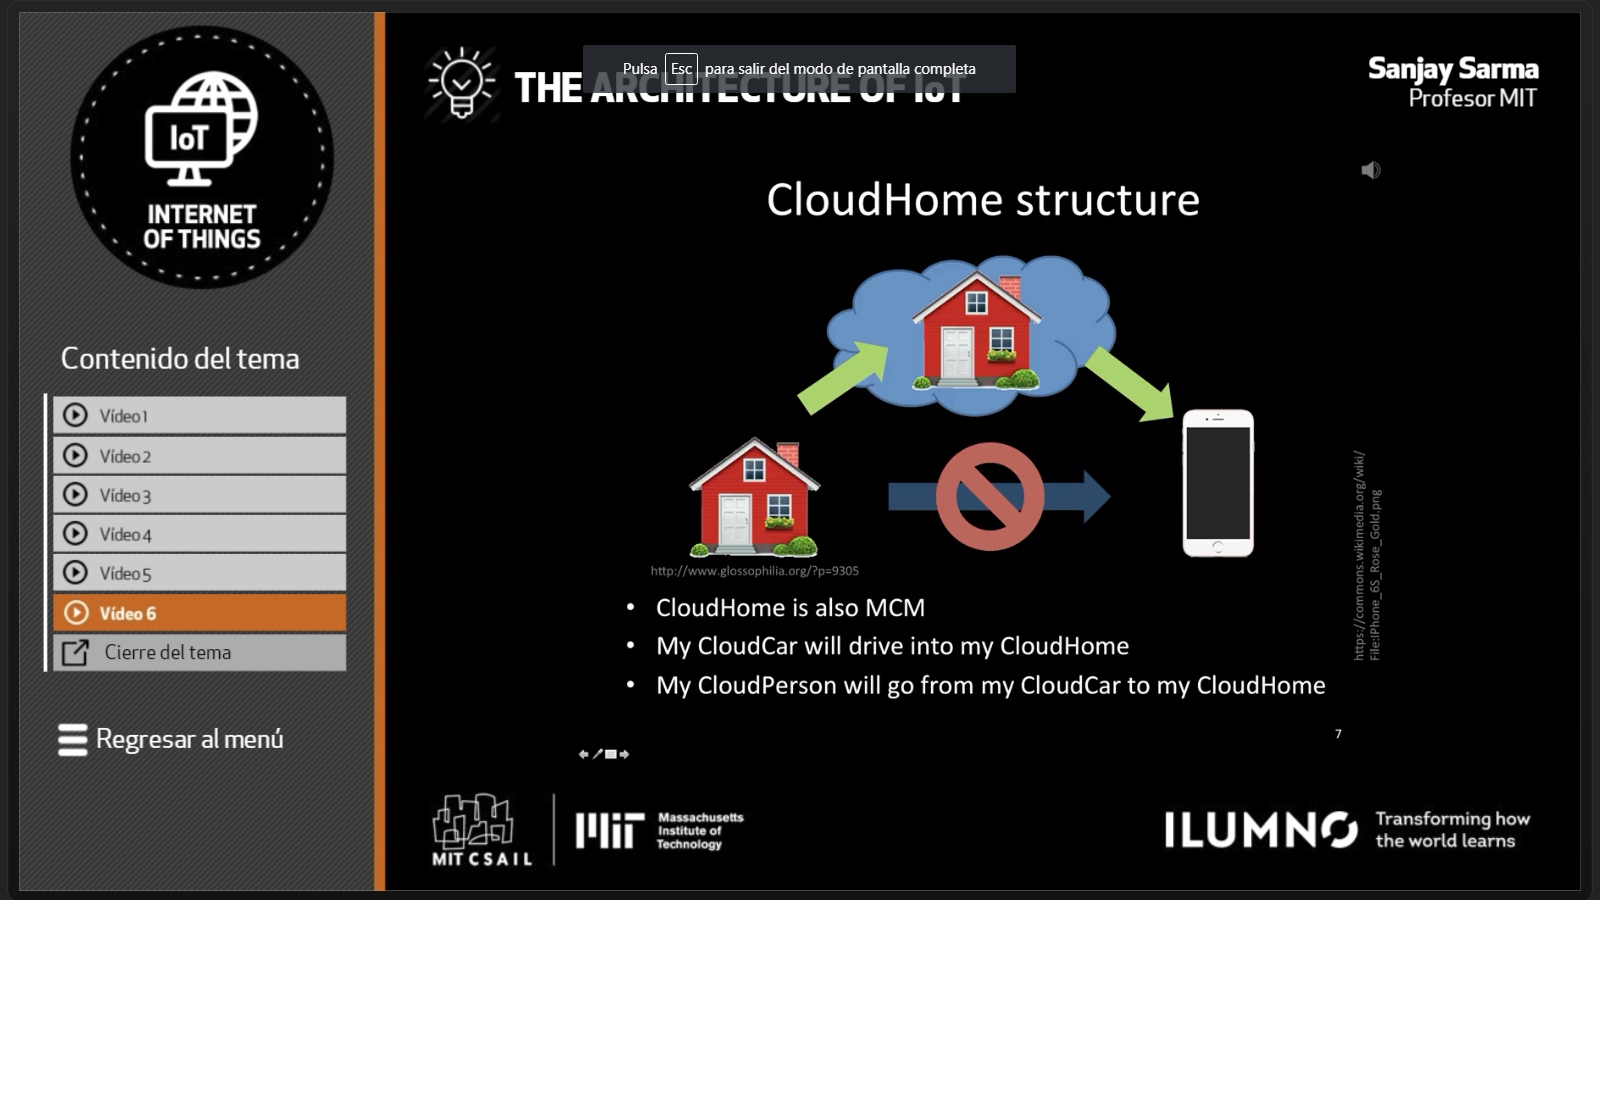 IoT
INTERNET
OF THINGS
Contenido del tema
Vídeo 1
Vídeo 2
Vídeo 3
Vídeo 4
Vídeo 5
Vídeo 6
Cierre del tema
Regresar al menú
Pulsa Esc para salir del modo de pantalla completa
THE ARCHITECTURE OF IoT
Sanjay Sarma
Profesor MIT
CloudHome structure
http://www.glossophilia.org/?p=9305
https://commons.wikimedia.org/wiki/
File:IPhone_6S_Rose_Gold.png
• CloudHome is also MCM
• My CloudCar will drive into my CloudHome
• My CloudPerson will go from my CloudCar to my CloudHome
7
MIT CSAIL
MIT
Massachusetts
Institute of
Technology
ILUMNO
Transforming how
the world learns